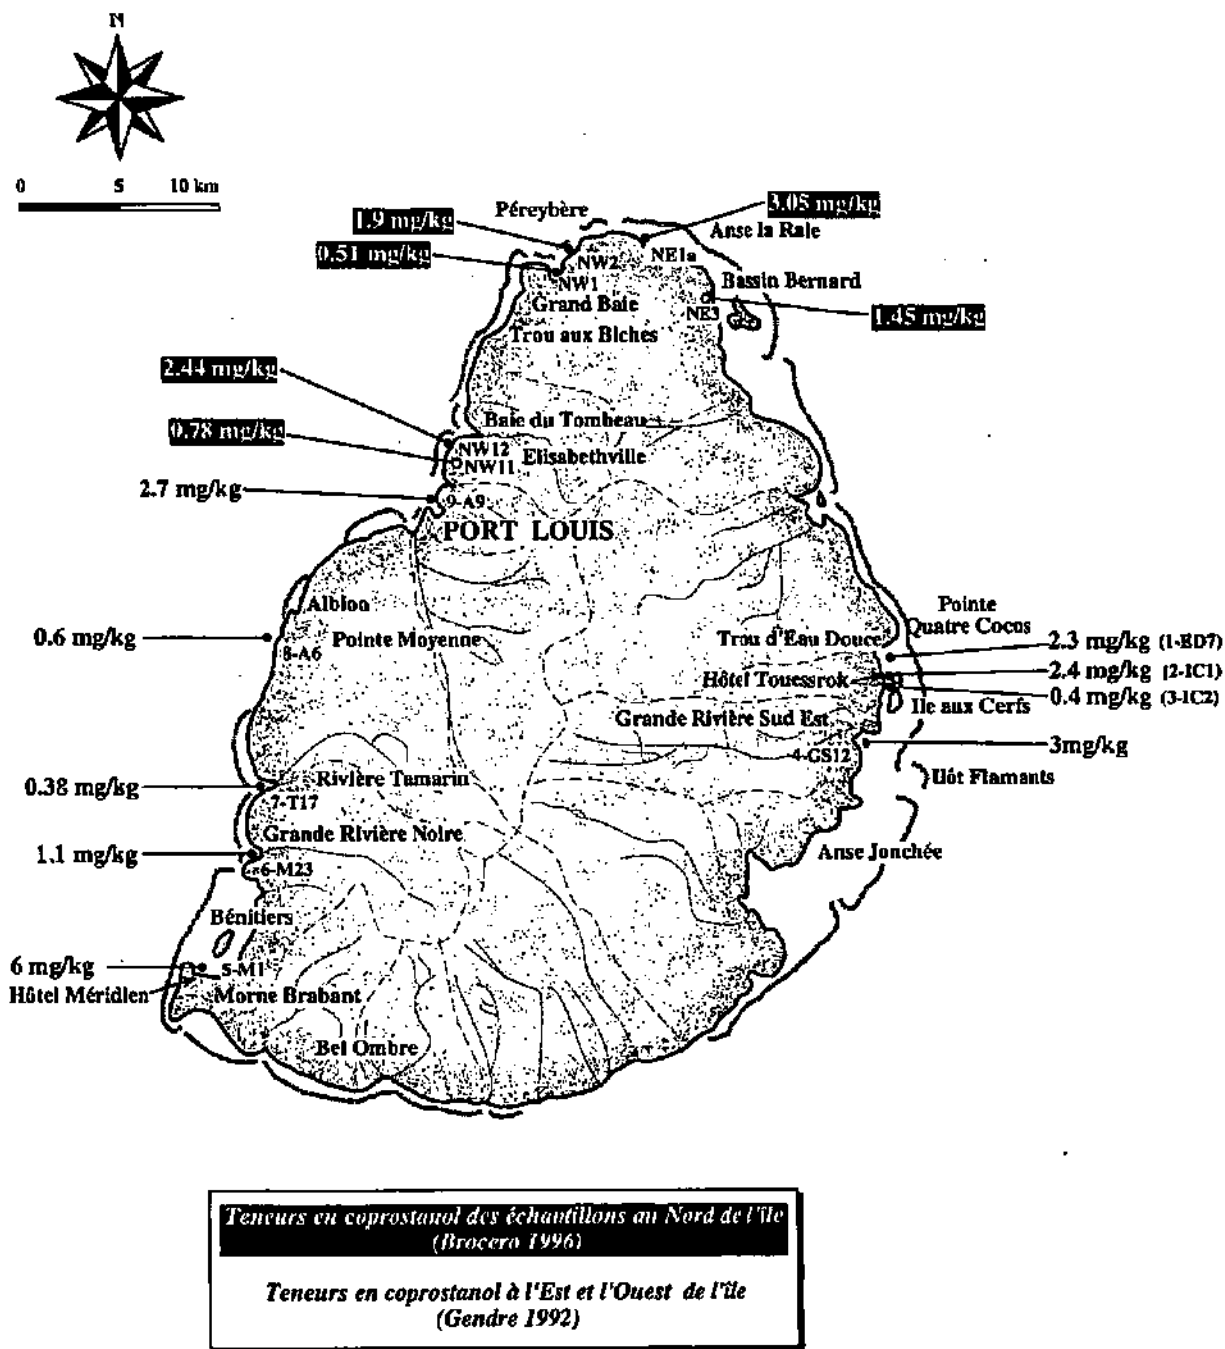 N
0 5 10 km
Péreybère
1.9 mg/kg
3.05 mg/kg
Anse la Raie
0.51 mg/kg
NW2
NE1a
NW1
Bassin Bernard
Grand Baie
NE3
1.45 mg/kg
Trou aux Biches
2.44 mg/kg
Baie du Tombeau
0.78 mg/kg
NW12
Elisabethville
NW11
2.7 mg/kg
9-A9
PORT LOUIS
Albion
Pointe
Quatre Cocos
0.6 mg/kg
Pointe Moyenne
Trou d'Eau Douce
2.3 mg/kg (1-ED7)
8-A6
Hôtel Touessrok
2.4 mg/kg (2-IC1)
0.4 mg/kg (3-IC2)
Ile aux Cerfs
Grande Rivière Sud Est
4-GS12
3mg/kg
Rivière Tamarin
Ilôt Flamants
0.38 mg/kg
7-T17
Grande Rivière Noire
1.1 mg/kg
Anse Jonchée
6-M23
Bénitiers
6 mg/kg
5-M1
Hôtel Méridien
Morne Brabant
Bel Ombre
Teneurs en coprostanol des échantillons au Nord de l'île
(Brocero 1996)
Teneurs en coprostanol à l'Est et l'Ouest de l'île
(Gendre 1992)